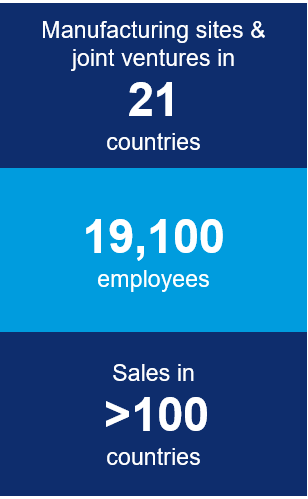 Manufacturing sites &
joint ventures in
21
countries
19,100
employees
Sales in
>100
countries